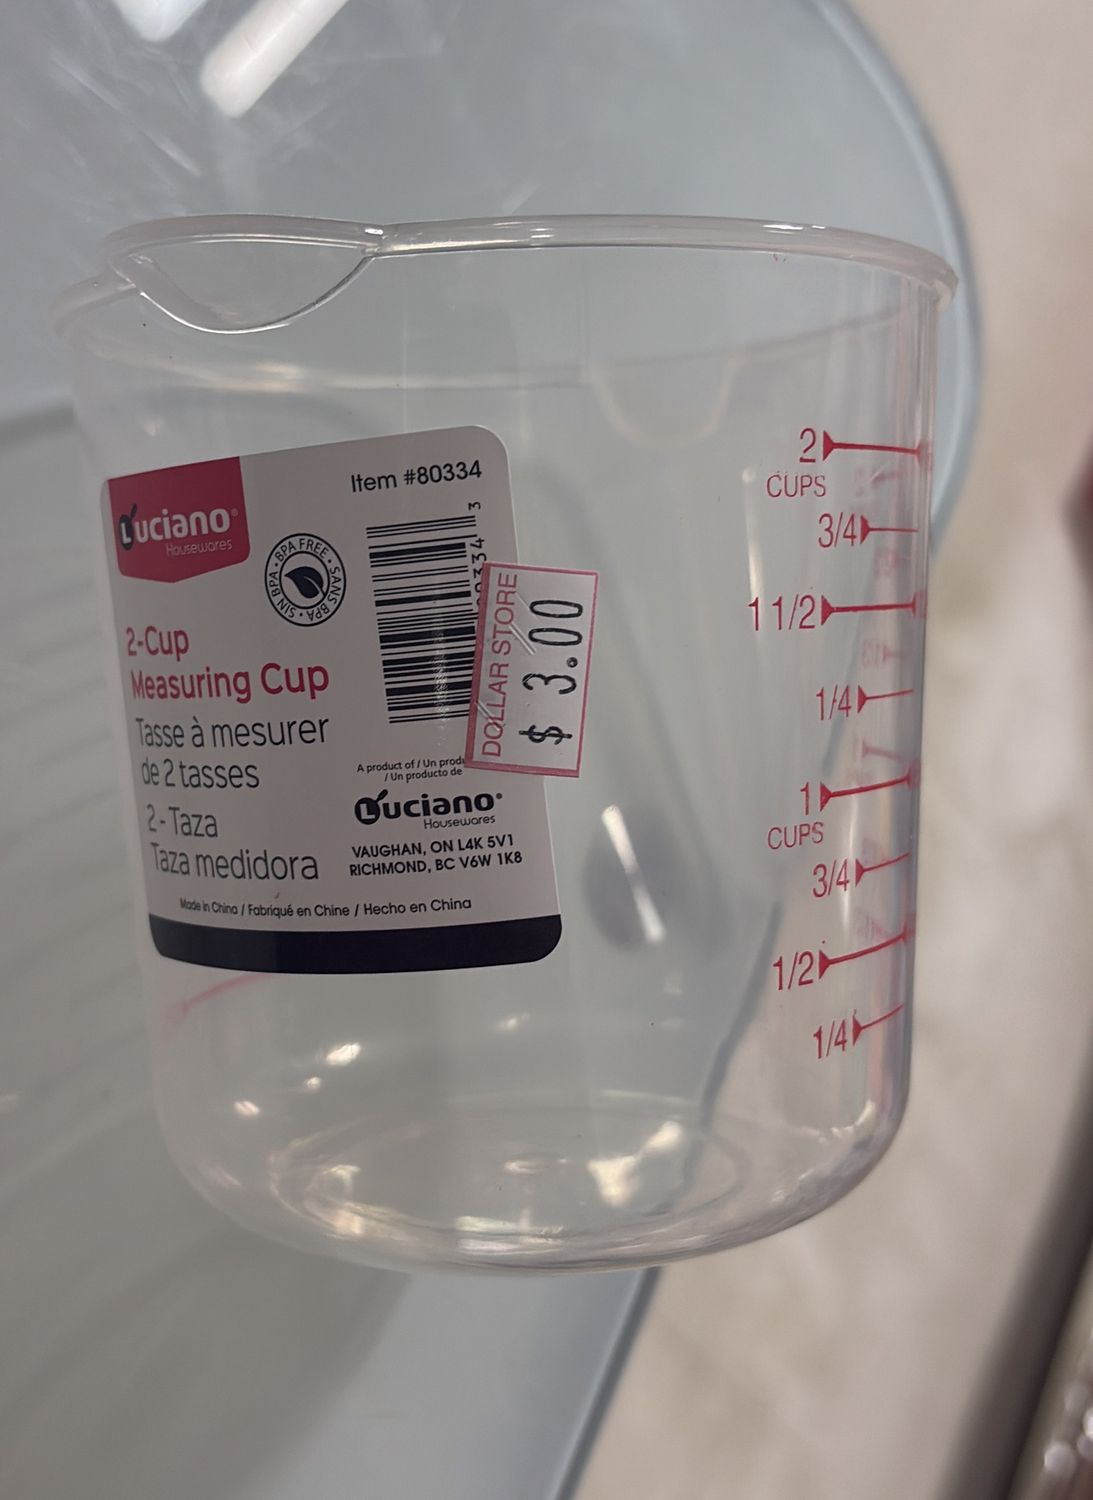 Luciano®
Housewares
Item #80334
3
BPA FREE • SANS BPA • SIN BPA •
2-Cup
Measuring Cup
Tasse à mesurer
de 2 tasses
2-Taza
Taza medidora
A product of / Un
/ Un producto de
Luciano®
Housewares
VAUGHAN, ON L4K 5V1
RICHMOND, BC V6W 1K8
Made in China / Fabriqué en Chine / Hecho en China
DOLLAR STORE
$ 3.00
2
CUPS
3/4
1 1/2
1/4
1
CUPS
3/4
1/2
1/4